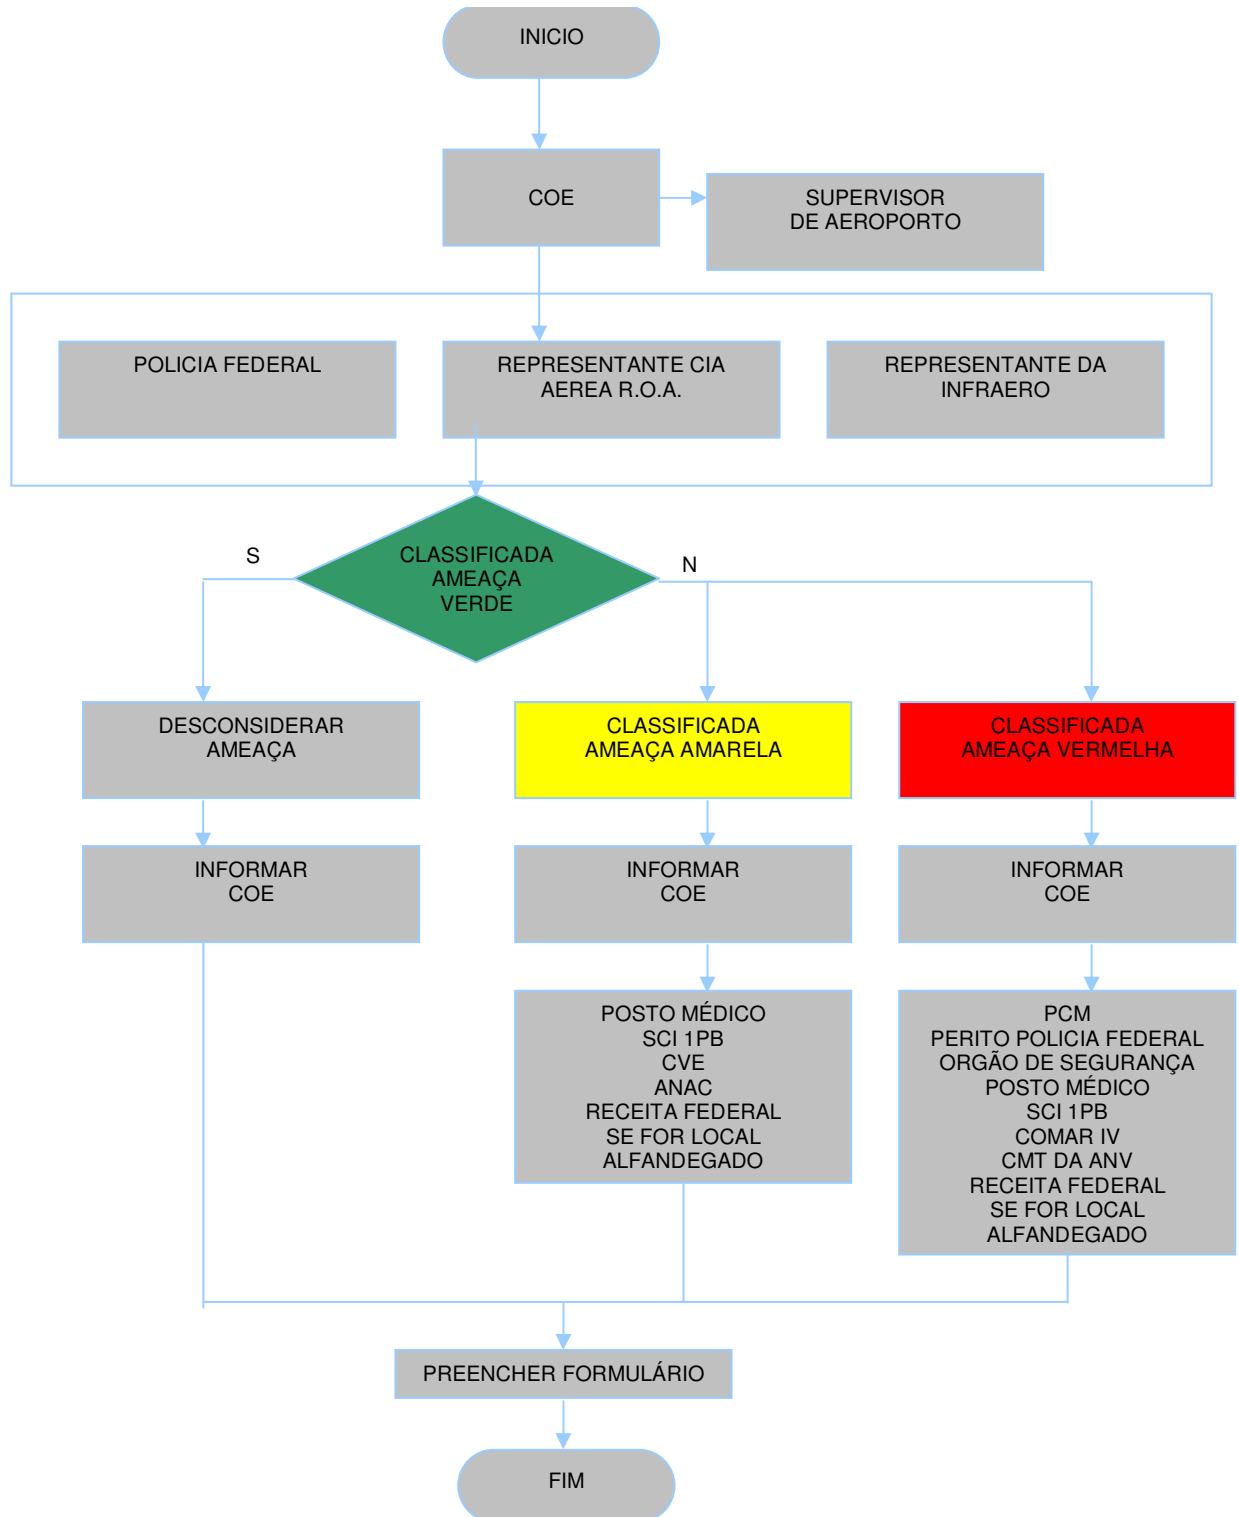 INICIO
COE
SUPERVISOR
DE AEROPORTO
POLICIA FEDERAL
REPRESENTANTE CIA
AEREA R.O.A.
REPRESENTANTE DA
INFRAERO
S
CLASSIFICADA
AMEAÇA
VERDE
N
DESCONSIDERAR
AMEAÇA
CLASSIFICADA
AMEAÇA AMARELA
CLASSIFICADA
AMEAÇA VERMELHA
INFORMAR
COE
INFORMAR
COE
INFORMAR
COE
POSTO MÉDICO
SCI 1PB
CVE
ANAC
RECEITA FEDERAL
SE FOR LOCAL
ALFANDEGADO
PCM
PERITO POLICIA FEDERAL
ORGÃO DE SEGURANÇA
POSTO MÉDICO
SCI 1PB
COMAR IV
CMT DA ANV
RECEITA FEDERAL
SE FOR LOCAL
ALFANDEGADO
PREENCHER FORMULÁRIO
FIM